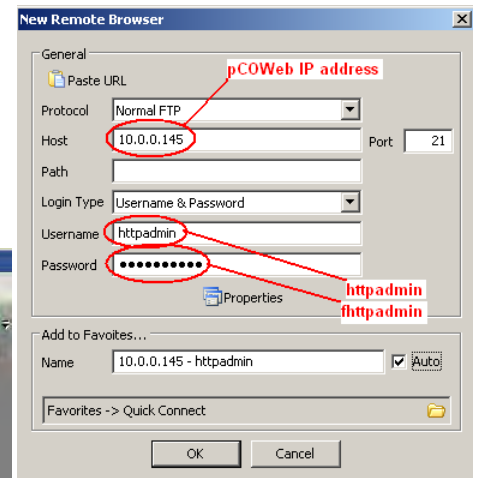 New Remote Browser
General
Paste URL
pCOWeb IP address
Protocol Normal FTP
Host 10.0.0.145 Port 21
Path
Login Type Username & Password
Username httpadmin
Password ●●●●●●●●●●
Properties
httpadmin
fhttpadmin
Add to Favoites...
Name 10.0.0.145 - httpadmin Auto
Favorites -> Quick Connect
OK Cancel